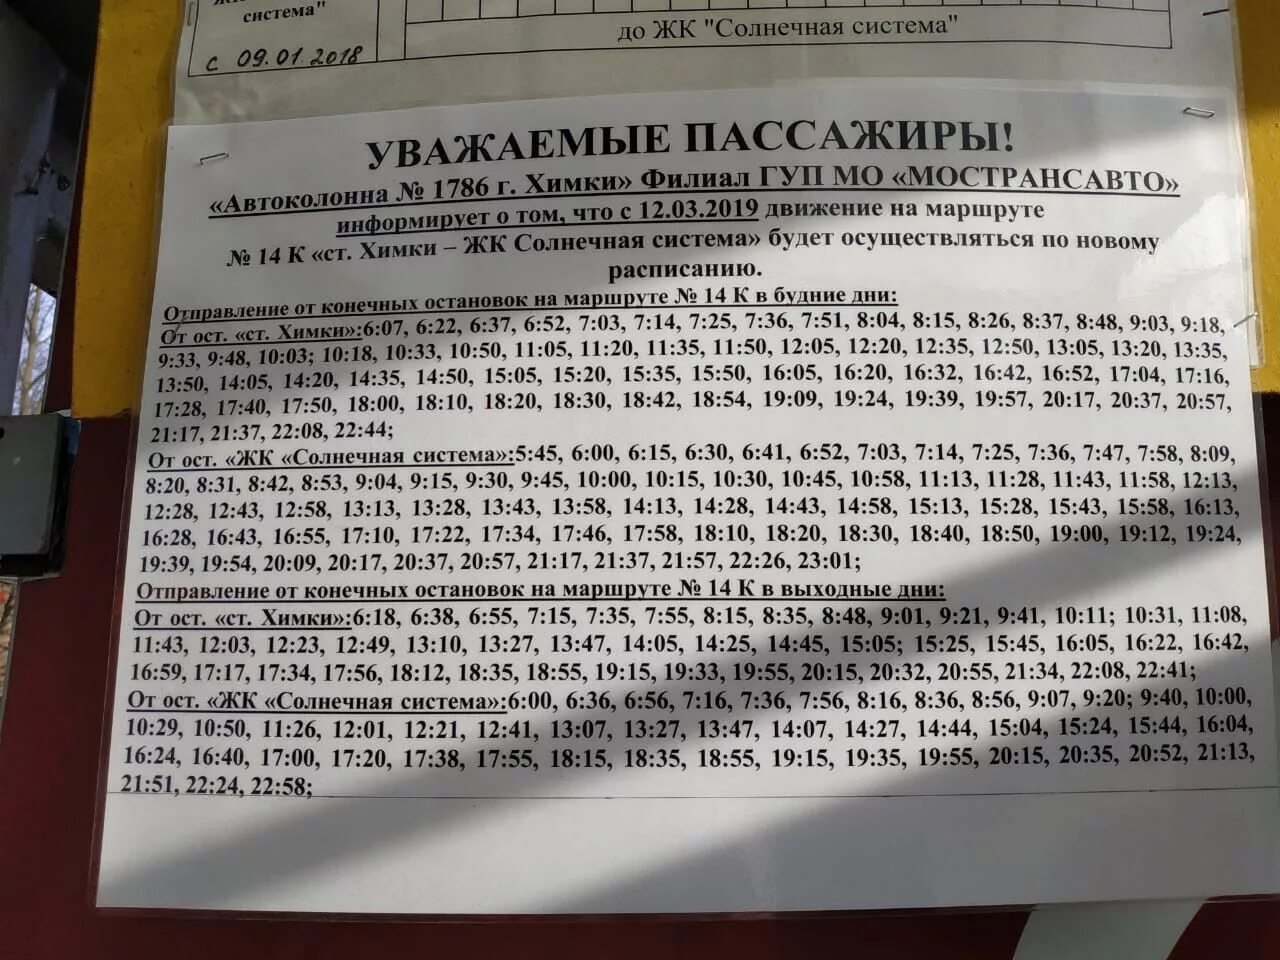 система"
с 09.01.2018
до ЖК "Солнечная система"
УВАЖАЕМЫЕ ПАССАЖИРЫ!
«Автоколонна № 1786 г. Химки» Филиал ГУП МО «МОСТРАНСАВТО»
информирует о том, что с 12.03.2019 движение на маршруте
№ 14 К «ст. Химки – ЖК Солнечная система» будет осуществляться по новому
расписанию.
Отправление от конечных остановок на маршруте № 14 К в будние дни:
От ост. «ст. Химки»:6:07, 6:22, 6:37, 6:52, 7:03, 7:14, 7:25, 7:36, 7:51, 8:04, 8:15, 8:26, 8:37, 8:48, 9:03, 9:18,
9:33, 9:48, 10:03; 10:18, 10:33, 10:50, 11:05, 11:20, 11:35, 11:50, 12:05, 12:20, 12:35, 12:50, 13:05, 13:20, 13:35,
13:50, 14:05, 14:20, 14:35, 14:50, 15:05, 15:20, 15:35, 15:50, 16:05, 16:20, 16:32, 16:42, 16:52, 17:04, 17:16,
17:28, 17:40, 17:50, 18:00, 18:10, 18:20, 18:30, 18:42, 18:54, 19:09, 19:24, 19:39, 19:57, 20:17, 20:37, 20:57,
21:17, 21:37, 22:08, 22:44;
От ост. «ЖК «Солнечная система»:5:45, 6:00, 6:15, 6:30, 6:41, 6:52, 7:03, 7:14, 7:25, 7:36, 7:47, 7:58, 8:09,
8:20, 8:31, 8:42, 8:53, 9:04, 9:15, 9:30, 9:45, 10:00, 10:15, 10:30, 10:45, 10:58, 11:13, 11:28, 11:43, 11:58, 12:13,
12:28, 12:43, 12:58, 13:13, 13:28, 13:43, 13:58, 14:13, 14:28, 14:43, 14:58, 15:13, 15:28, 15:43, 15:58, 16:13,
16:28, 16:43, 16:55, 17:10, 17:22, 17:34, 17:46, 17:58, 18:10, 18:20, 18:30, 18:40, 18:50, 19:00, 19:12, 19:24,
19:39, 19:54, 20:09, 20:17, 20:37, 20:57, 21:17, 21:37, 21:57, 22:26, 23:01;
Отправление от конечных остановок на маршруте № 14 К в выходные дни:
От ост. «ст. Химки»:6:18, 6:38, 6:55, 7:15, 7:35, 7:55, 8:15, 8:35, 8:48, 9:01, 9:21, 9:41, 10:11; 10:31, 11:08,
11:43, 12:03, 12:23, 12:49, 13:10, 13:27, 13:47, 14:05, 14:25, 14:45, 15:05; 15:25, 15:45, 16:05, 16:22, 16:42,
16:59, 17:17, 17:34, 17:56, 18:12, 18:35, 18:55, 19:15, 19:33, 19:55, 20:15, 20:32, 20:55, 21:34, 22:08, 22:41;
От ост. «ЖК «Солнечная система»:6:00, 6:36, 6:56, 7:16, 7:36, 7:56, 8:16, 8:36, 8:56, 9:07, 9:20; 9:40, 10:00,
10:29, 10:50, 11:26, 12:01, 12:21, 12:41, 13:07, 13:27, 13:47, 14:07, 14:27, 14:44, 15:04, 15:24, 15:44, 16:04,
16:24, 16:40, 17:00, 17:20, 17:38, 17:55, 18:15, 18:35, 18:55, 19:15, 19:35, 19:55, 20:15, 20:35, 20:52, 21:13,
21:51, 22:24, 22:58;